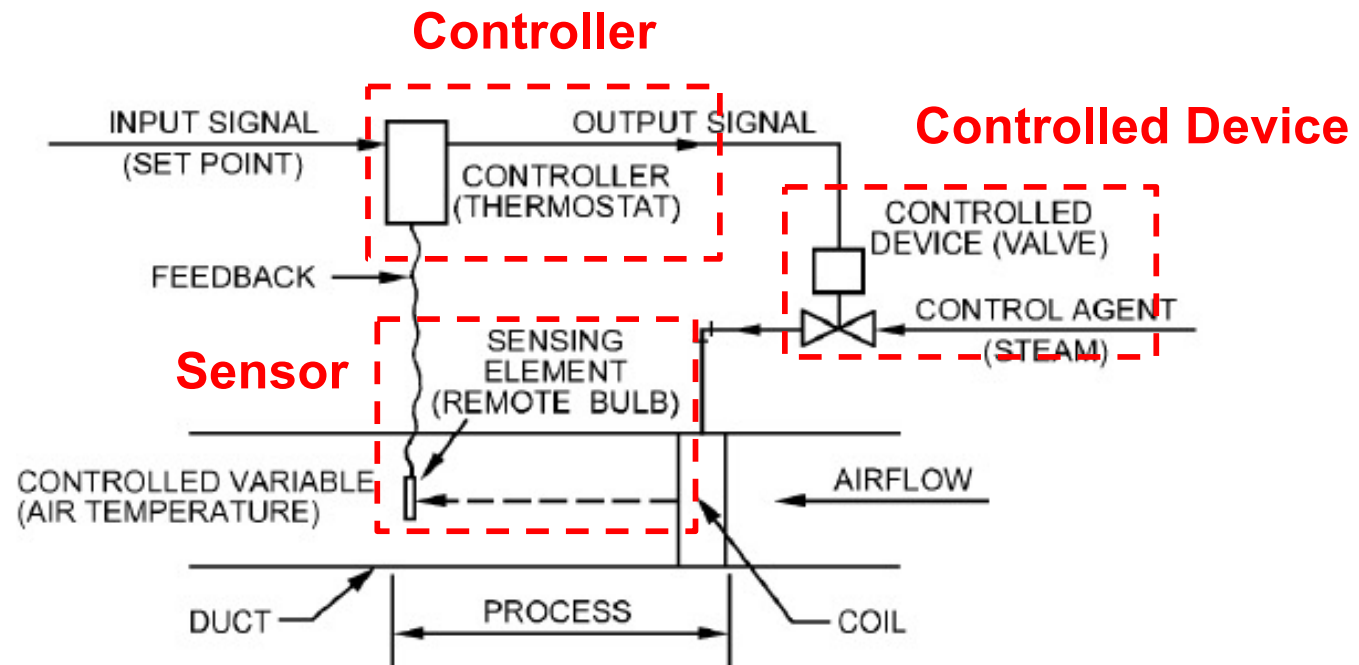 Controller
INPUT SIGNAL
(SET POINT)
OUTPUT SIGNAL
CONTROLLER
(THERMOSTAT)
Controlled Device
CONTROLLED
DEVICE (VALVE)
FEEDBACK
CONTROL AGENT
(STEAM)
Sensor
SENSING
ELEMENT
(REMOTE BULB)
CONTROLLED VARIABLE
(AIR TEMPERATURE)
AIRFLOW
DUCT
PROCESS
COIL